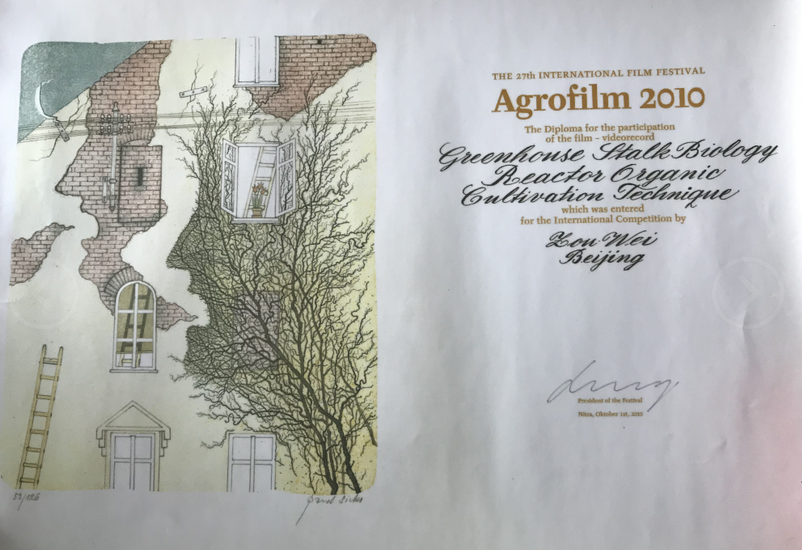 THE 27th INTERNATIONAL FILM FESTIVAL
Agrofilm 2010
The Diploma for the participation
of the film – videorecord
Greenhouse Stalk Biology
Reactor Organic
Cultivation Technique
which was entered
for the International Competition by
Zou Wei
Beijing
President of the Festival
Nitra, Oktober 1st, 2010